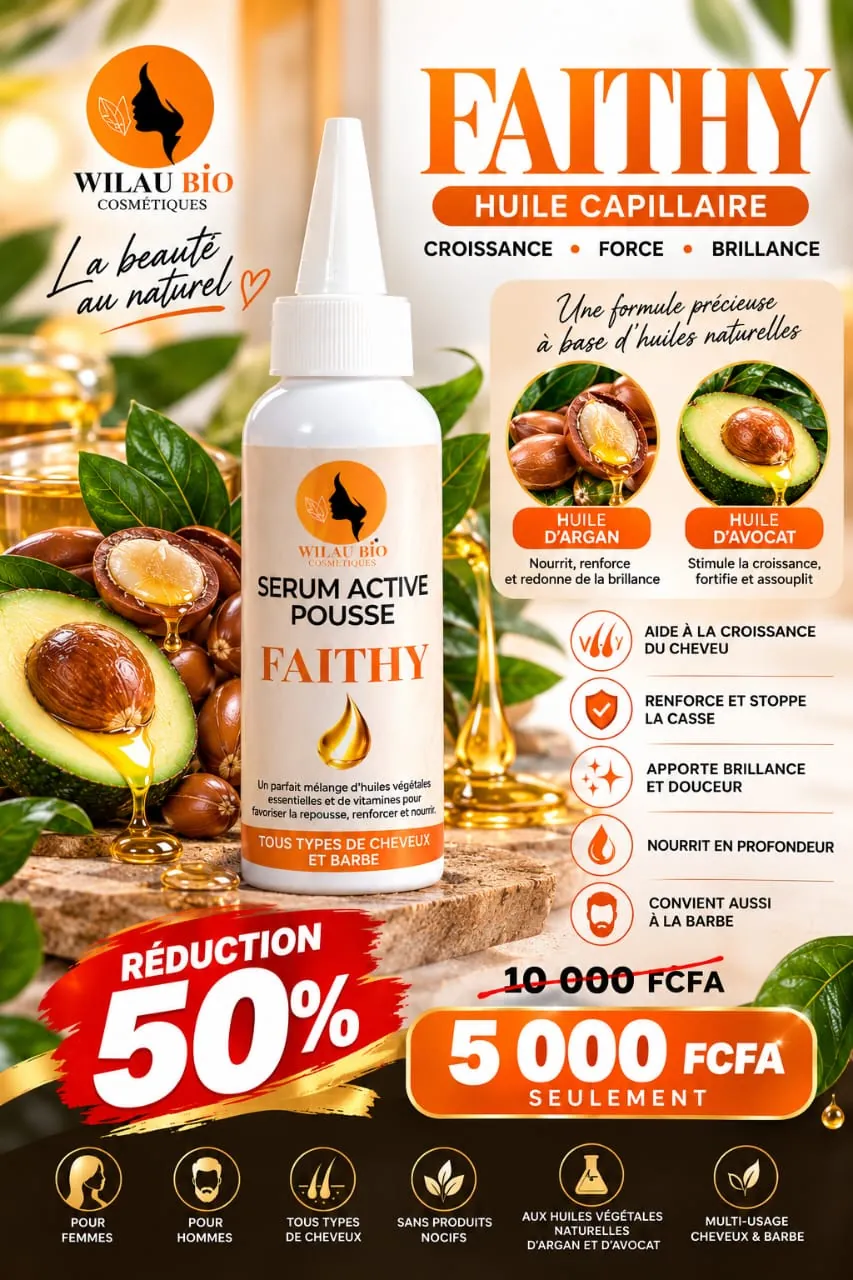 WILAU BIO
COSMÉTIQUES
La beauté
au naturel
FAITHY
HUILE CAPILLAIRE
CROISSANCE • FORCE • BRILLANCE
Une formule précieuse
à base d'huiles naturelles
HUILE
D'ARGAN
Nourrit, renforce
et redonne de la brillance
HUILE
D'AVOCAT
Stimule la croissance,
fortifie et assouplit
WILAU BIO
COSMÉTIQUES
SERUM ACTIVE
POUSSE
FAITHY
Un parfait mélange d'huiles végétales
essentielles et de vitamines pour
favoriser la repousse, renforcer et nourrir.
TOUS TYPES DE CHEVEUX
ET BARBE
AIDE À LA CROISSANCE
DU CHEVEU
RENFORCE ET STOPPE
LA CASSE
APPORTE BRILLANCE
ET DOUCEUR
NOURRIT EN PROFONDEUR
CONVIENT AUSSI
À LA BARBE
RÉDUCTION
50%
10 000 FCFA
5 000 FCFA
SEULEMENT
POUR
FEMMES
POUR
HOMMES
TOUS TYPES
DE CHEVEUX
SANS PRODUITS
NOCIFS
AUX HUILES VÉGÉTALES
NATURELLES
D'ARGAN ET D'AVOCAT
MULTI-USAGE
CHEVEUX & BARBE